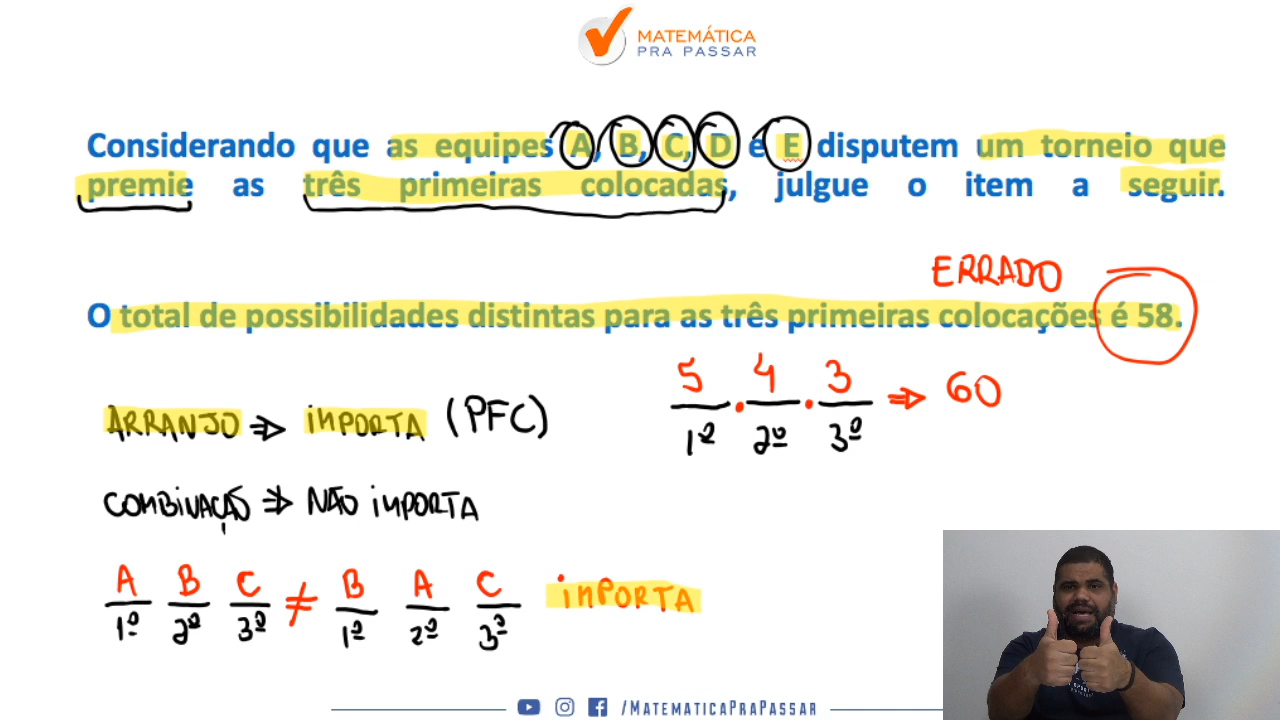 MATEMÁTICA
PRA PASSAR
Considerando que as equipes A, B, C, D e E disputem um torneio que
premie as três primeiras colocadas, julgue o item a seguir.
ERRADO
O total de possibilidades distintas para as três primeiras colocações é 58.
5 · 4 · 3 ⇒ 60
1º 2º 3º
ARRANJO ⇒ IMPORTA (PFC)
COMBINAÇÃO ⇒ NÃO IMPORTA
A B C ≠ B A C IMPORTA
1º 2º 3º 1º 2º 3º
/MATEMATICAPRAPASSAR